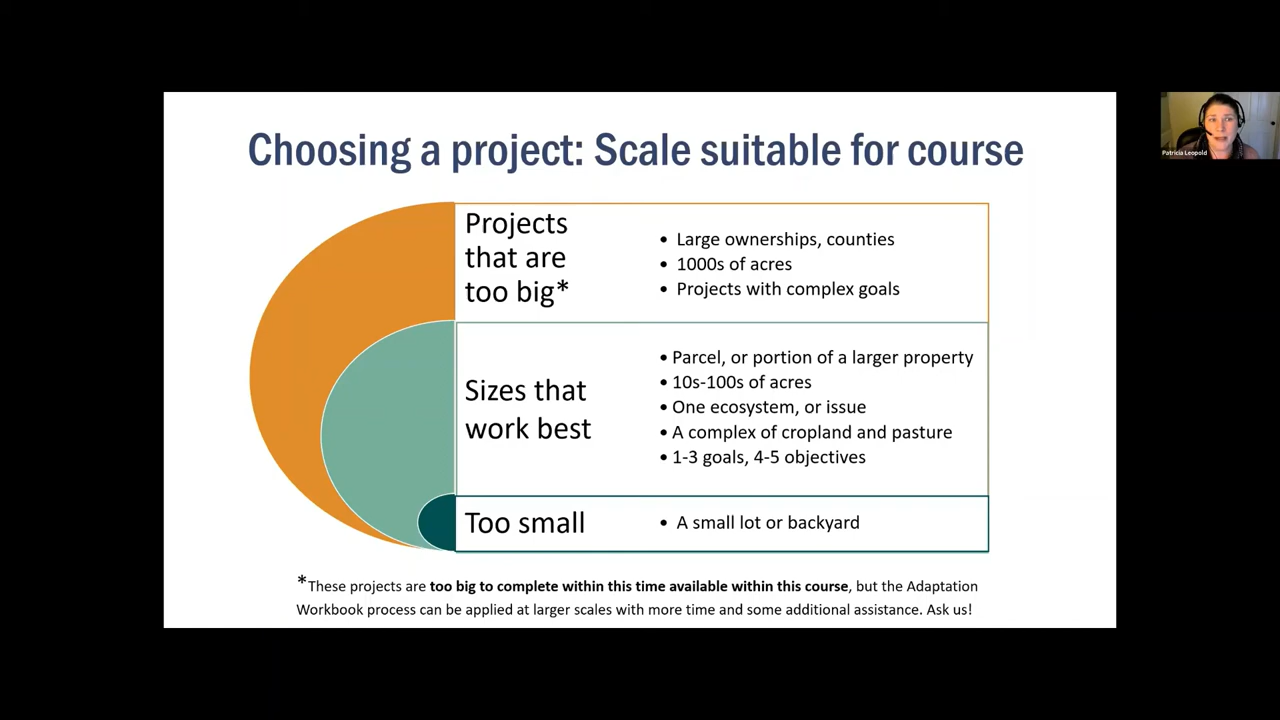 Choosing a project: Scale suitable for course
Projects
that are
too big*
• Large ownerships, counties
• 1000s of acres
• Projects with complex goals
Sizes that
work best
• Parcel, or portion of a larger property
• 10s-100s of acres
• One ecosystem, or issue
• A complex of cropland and pasture
• 1-3 goals, 4-5 objectives
Too small
• A small lot or backyard
*These projects are too big to complete within this time available within this course, but the Adaptation
Workbook process can be applied at larger scales with more time and some additional assistance. Ask us!
Patricia Leopold